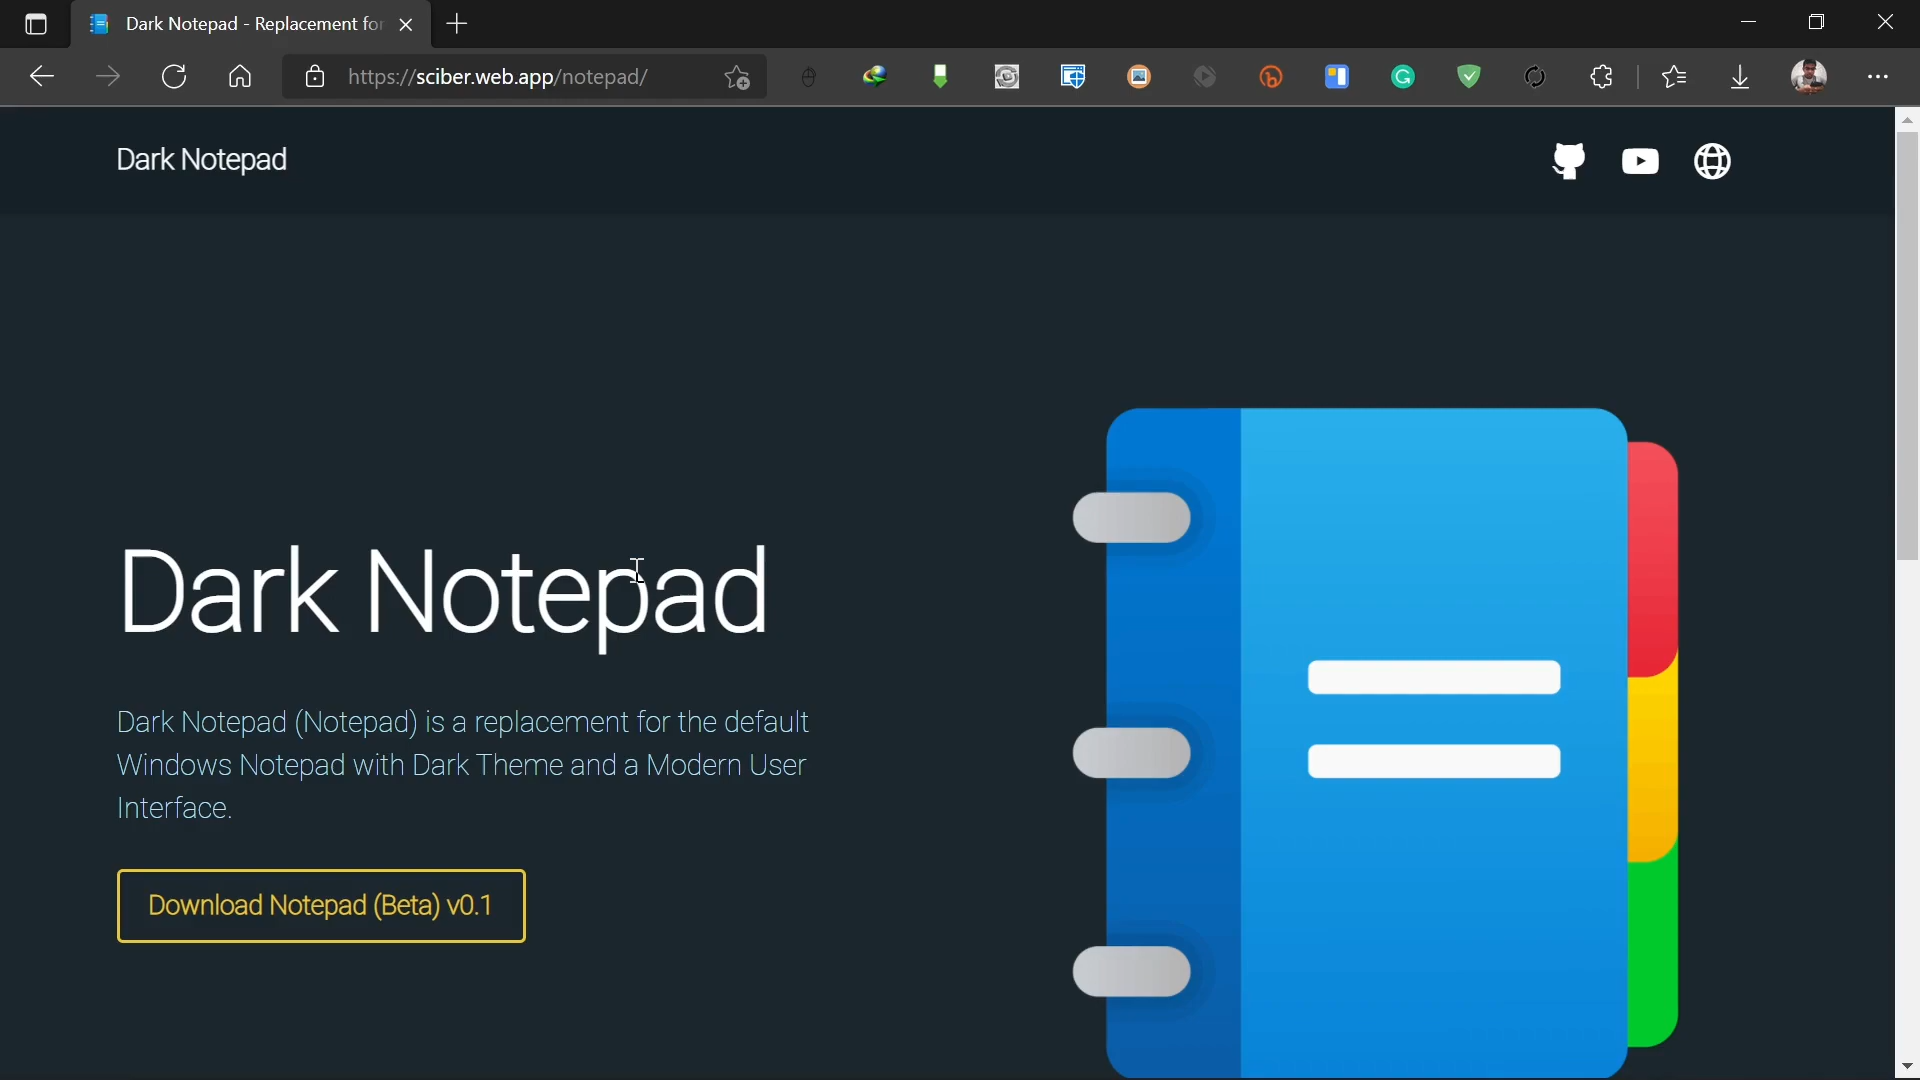 Dark Notepad - Replacement for
https://sciber.web.app/notepad/
Dark Notepad
Dark Notepad
Dark Notepad (Notepad) is a replacement for the default
Windows Notepad with Dark Theme and a Modern User
Interface.
Download Notepad (Beta) v0.1